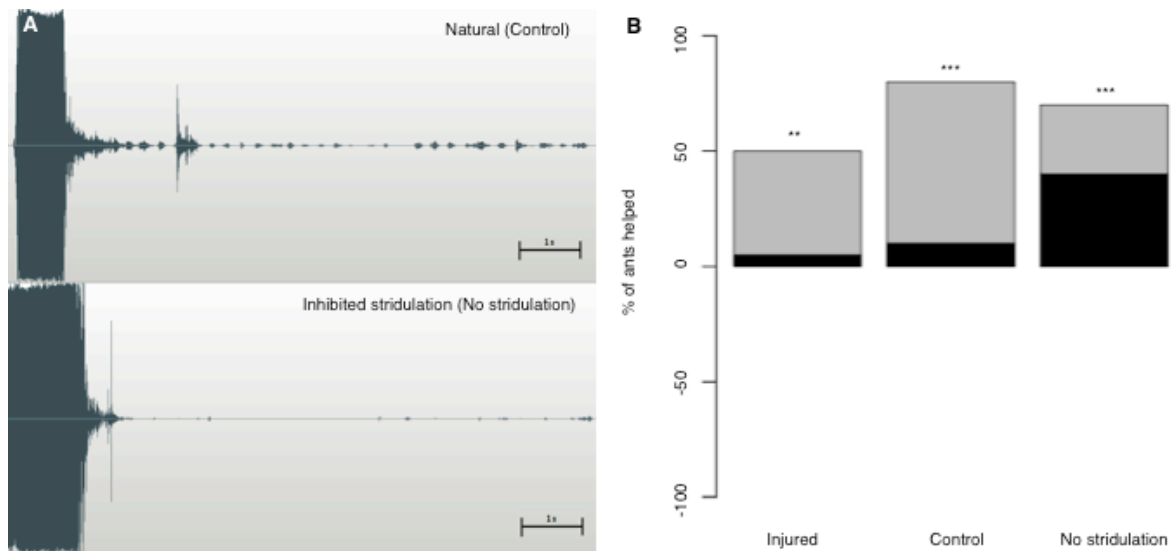 A
Natural (Control)
1s
Inhibited stridulation (No stridulation)
1s
B
% of ants helped
100
50
0
-50
-100
**
***
***
Injured
Control
No stridulation